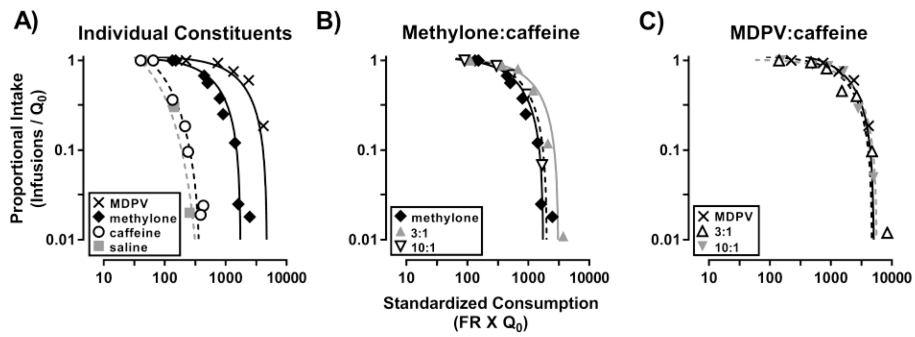 A)
Individual Constituents
B)
Methylone:caffeine
C)
MDPV:caffeine
Proportional Intake
(Infusions / Q0)
1
0.1
0.01
MDPV
methylone
caffeine
saline
10 100 1000 10000
1
0.1
0.01
methylone
3:1
10:1
10 100 1000 10000
1
0.1
0.01
MDPV
3:1
10:1
10 100 1000 10000
Standardized Consumption
(FR X Q0)